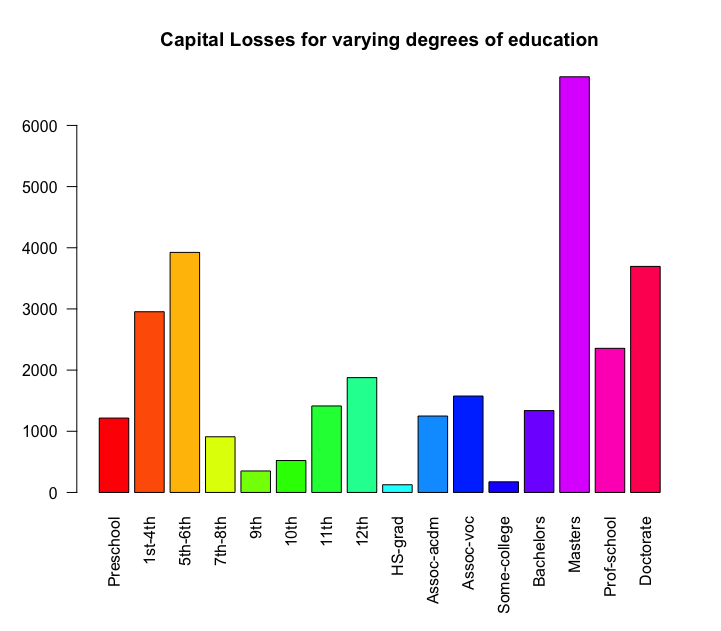 Capital Losses for varying degrees of education
6000
5000
4000
3000
2000
1000
0
Preschool
1st-4th
5th-6th
7th-8th
9th
10th
11th
12th
HS-grad
Assoc-acdm
Assoc-voc
Some-college
Bachelors
Masters
Prof-school
Doctorate